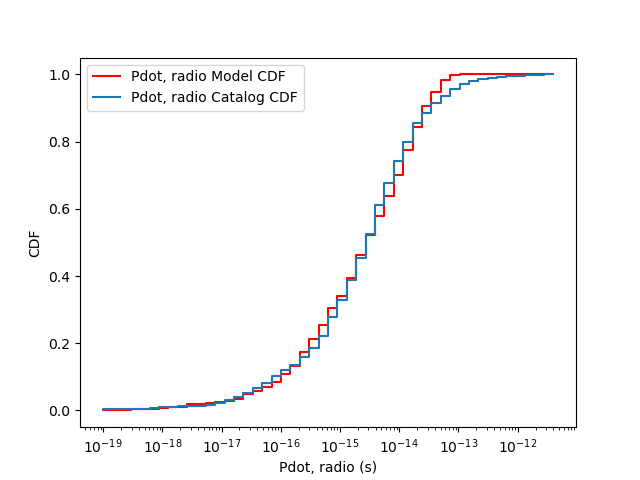 Pdot, radio Model CDF
Pdot, radio Catalog CDF
1.0
0.8
0.6
0.4
0.2
0.0
CDF
10⁻¹⁹ 10⁻¹⁸ 10⁻¹⁷ 10⁻¹⁶ 10⁻¹⁵ 10⁻¹⁴ 10⁻¹³ 10⁻¹²
Pdot, radio (s)